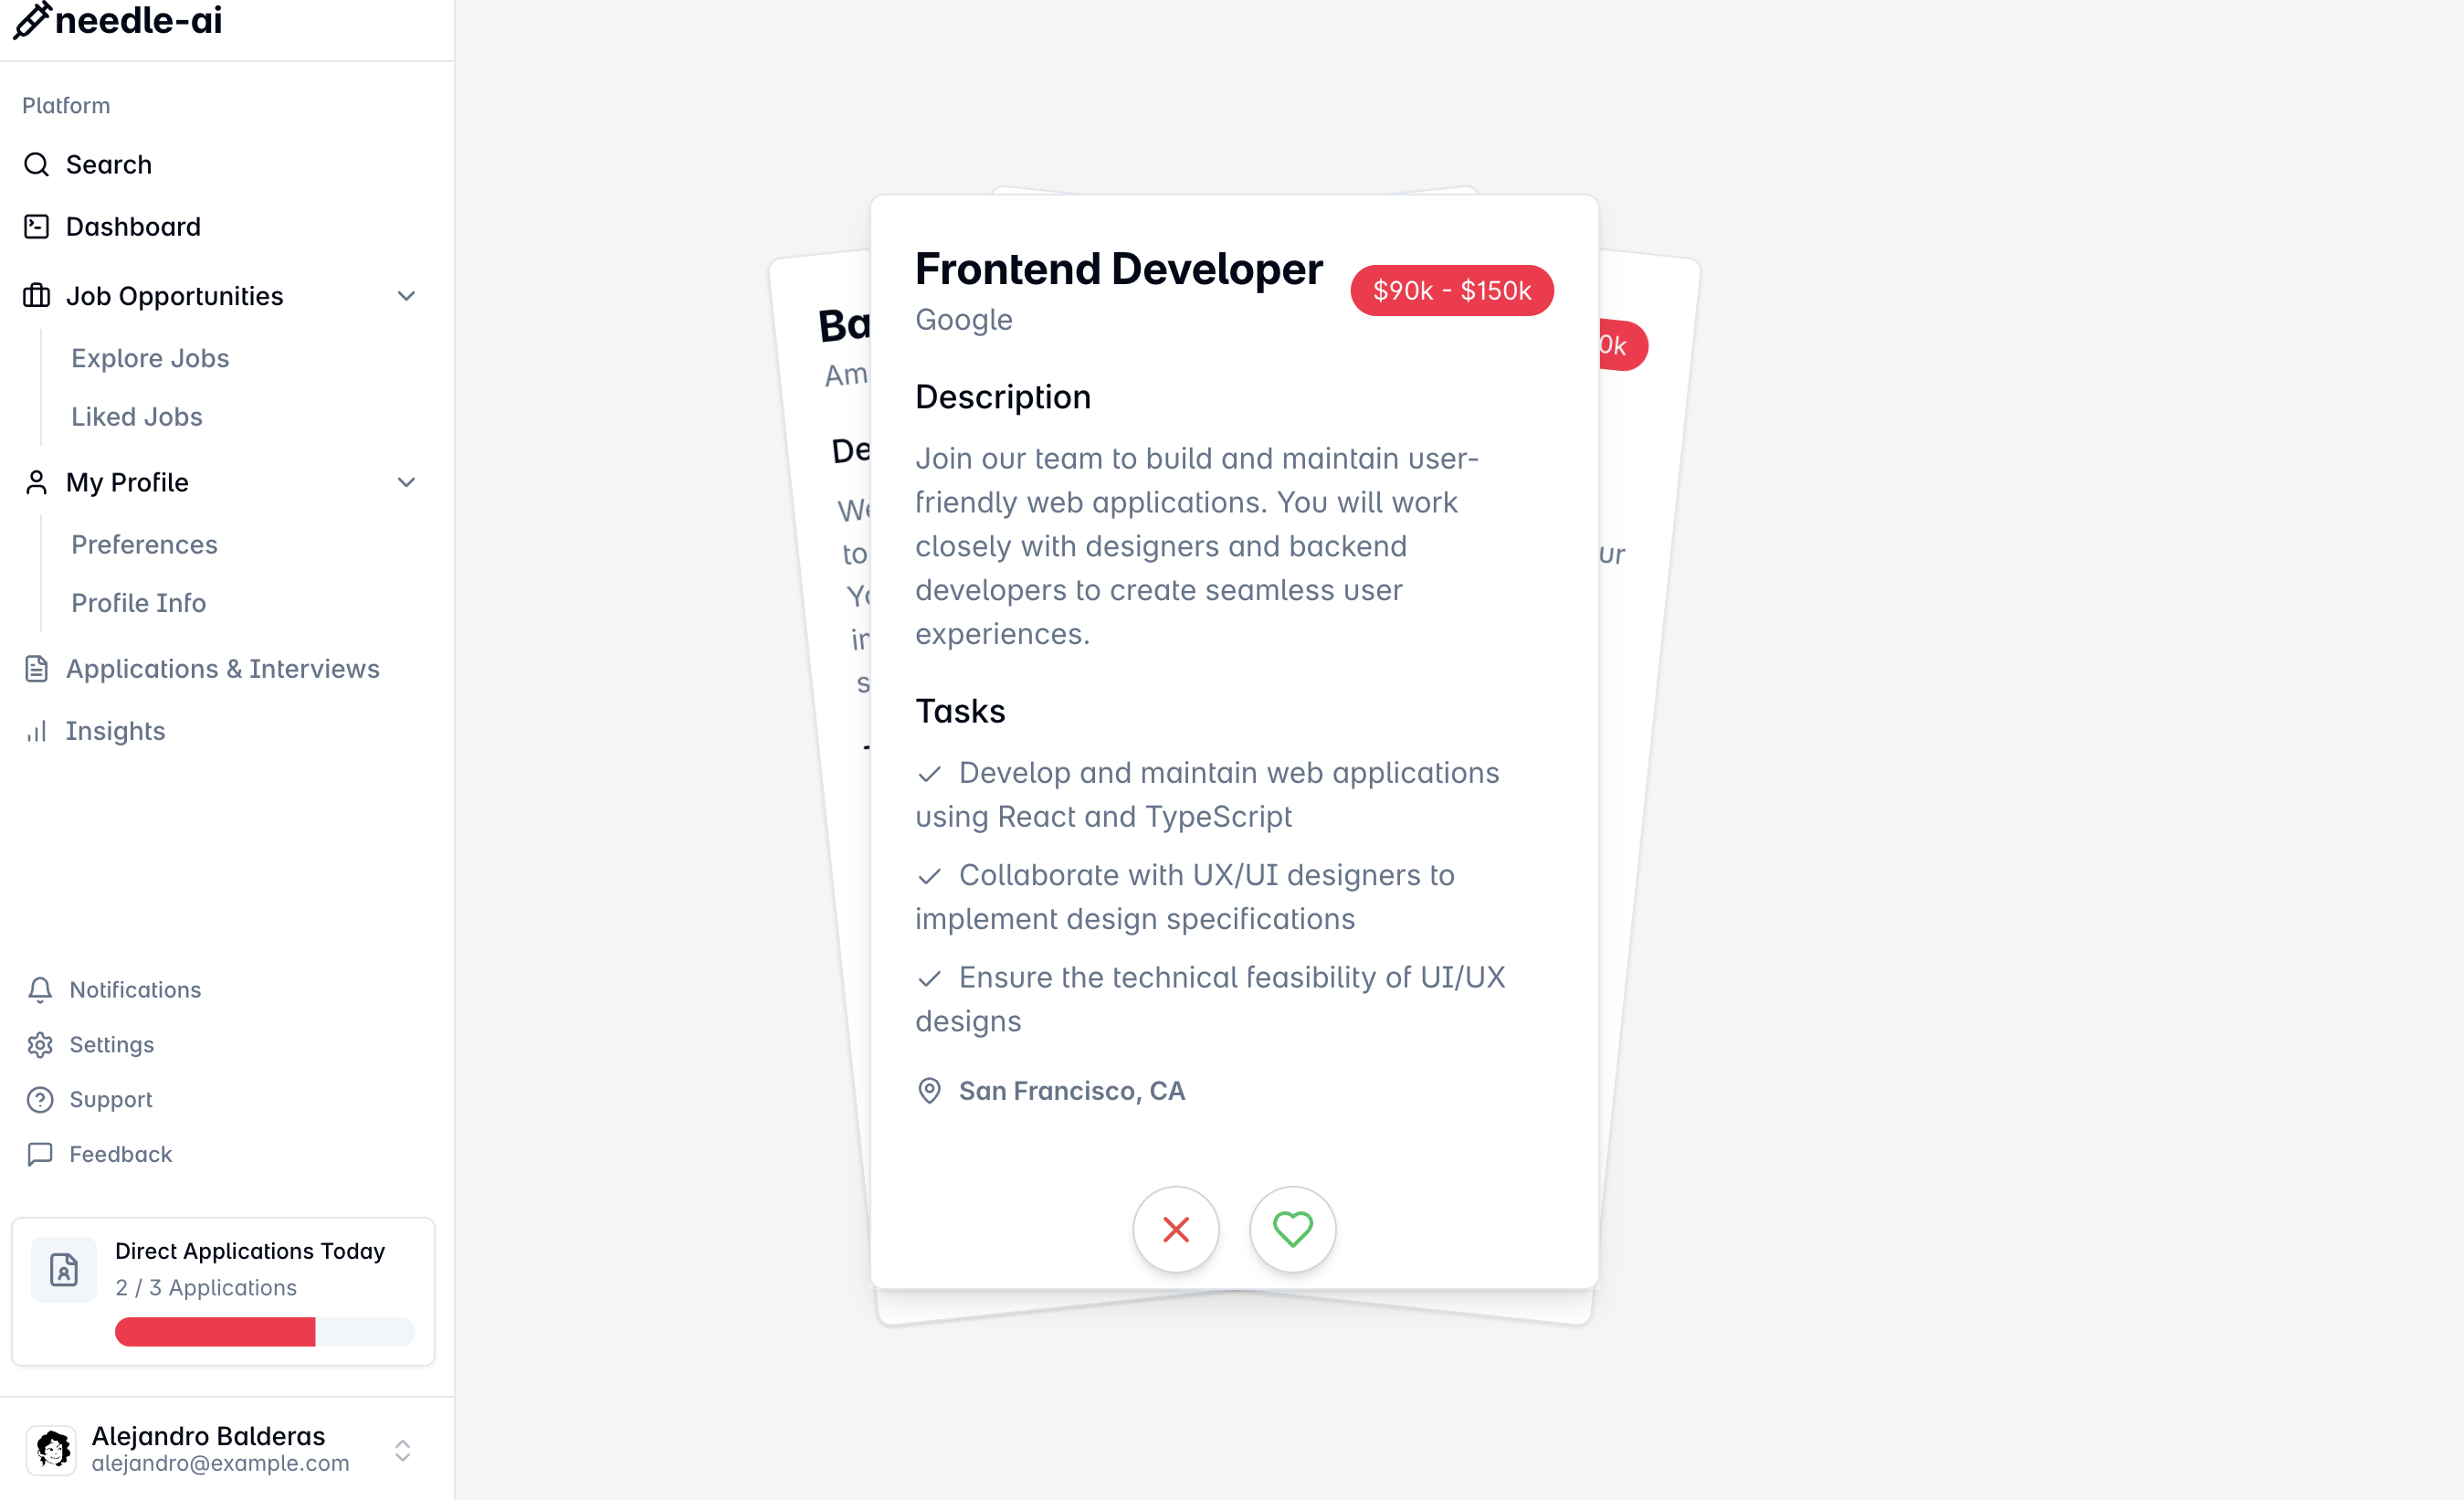 needle-ai
Platform
Search
Dashboard
Job Opportunities
Explore Jobs
Liked Jobs
My Profile
Preferences
Profile Info
Applications & Interviews
Insights
Notifications
Settings
Support
Feedback
Direct Applications Today
2 / 3 Applications
Alejandro Balderas
alejandro@example.com
Ba
Am
De
We
to
Yo
in
s
Frontend Developer
$90k - $150k
Google
Description
Join our team to build and maintain user-
friendly web applications. You will work
closely with designers and backend
developers to create seamless user
experiences.
Tasks
Develop and maintain web applications
using React and TypeScript
Collaborate with UX/UI designers to
implement design specifications
Ensure the technical feasibility of UI/UX
designs
San Francisco, CA
0k
ur